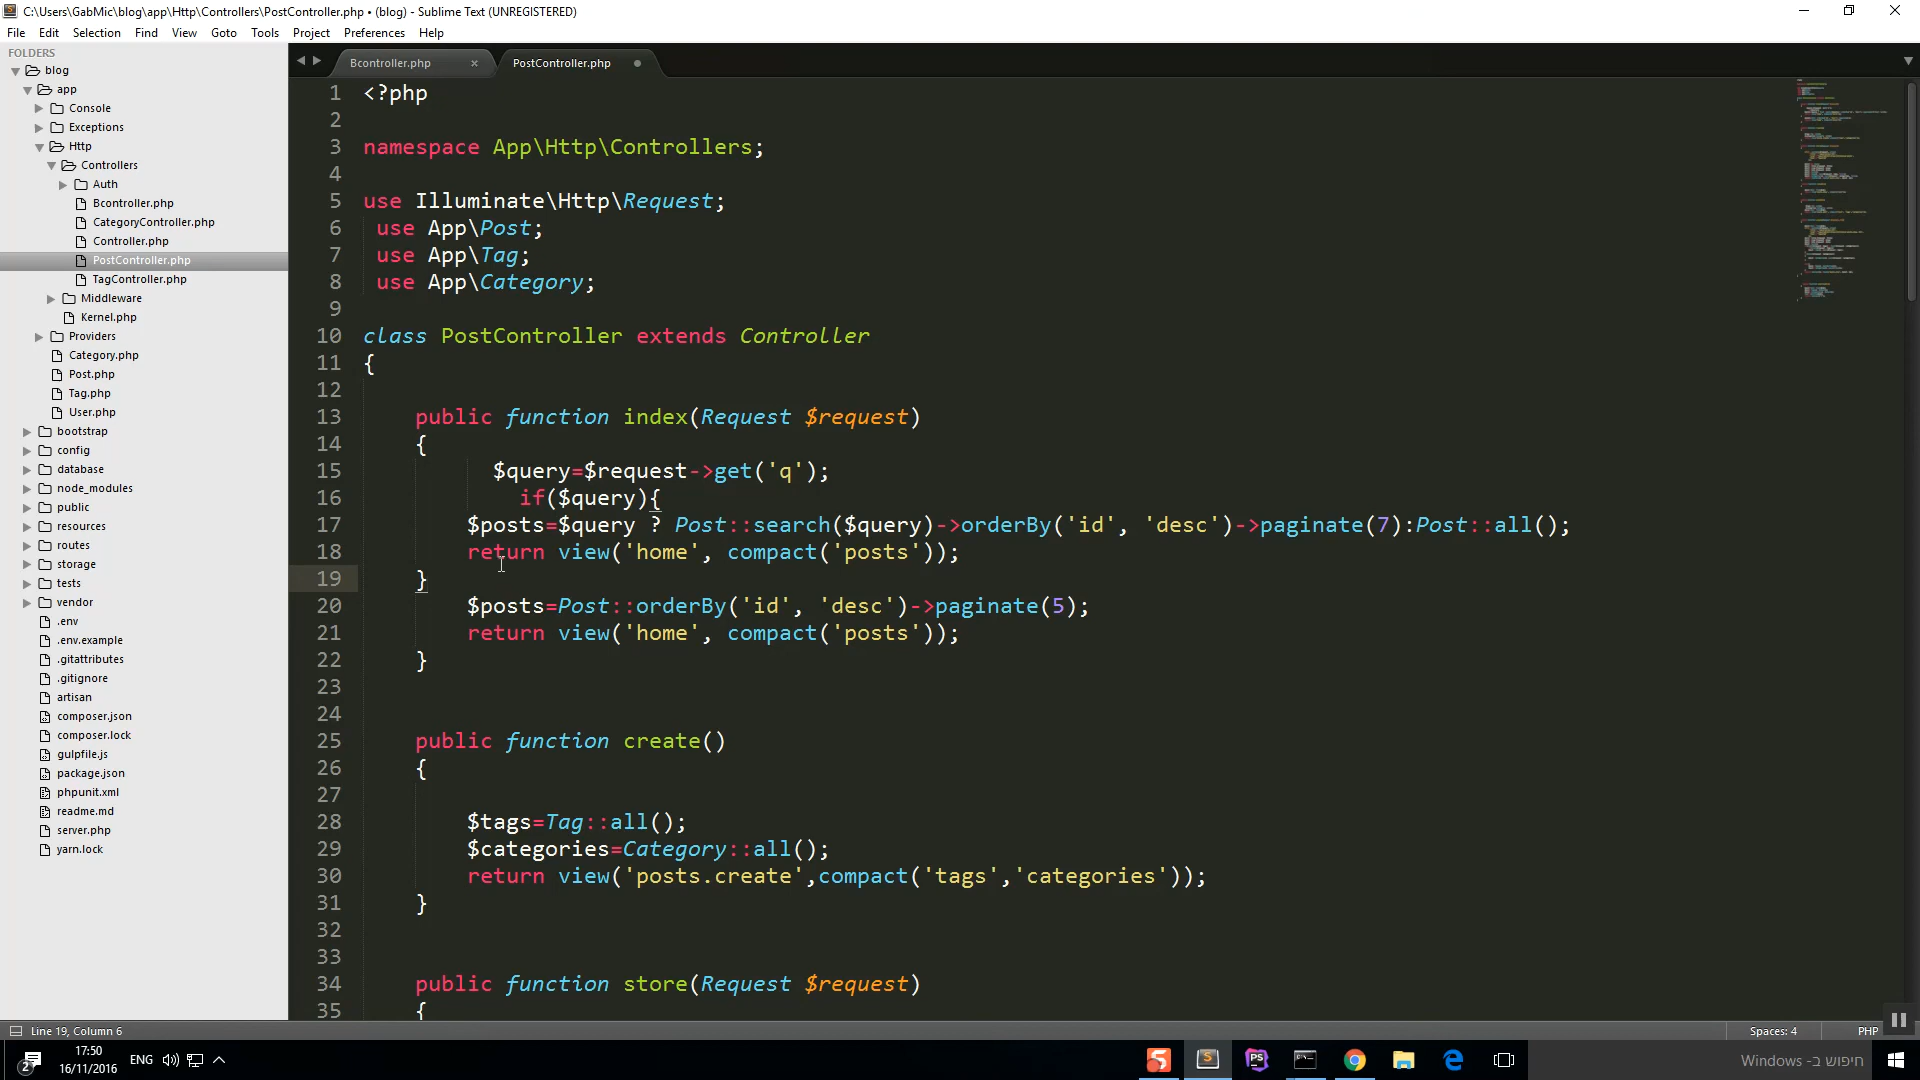 C:\Users\GabMic\blog\app\Http\Controllers\PostController.php • (blog) - Sublime Text (UNREGISTERED)
File Edit Selection Find View Goto Tools Project Preferences Help
FOLDERS
blog
app
Console
Exceptions
Http
Controllers
Auth
Bcontroller.php
CategoryController.php
Controller.php
PostController.php
TagController.php
Middleware
Kernel.php
Providers
Category.php
Post.php
Tag.php
User.php
bootstrap
config
database
node_modules
public
resources
routes
storage
tests
vendor
.env
.env.example
.gitattributes
.gitignore
artisan
composer.json
composer.lock
gulpfile.js
package.json
phpunit.xml
readme.md
server.php
yarn.lock
Bcontroller.php × PostController.php
1 <?php
2
3 namespace App\Http\Controllers;
4
5 use Illuminate\Http\Request;
6 use App\Post;
7 use App\Tag;
8 use App\Category;
9
10 class PostController extends Controller
11 {
12
13 public function index(Request $request)
14 {
15 $query=$request->get('q');
16 if($query){
17 $posts=$query ? Post::search($query)->orderBy('id', 'desc')->paginate(7):Post::all();
18 return view('home', compact('posts'));
19 }
20 $posts=Post::orderBy('id', 'desc')->paginate(5);
21 return view('home', compact('posts'));
22 }
23
24
25 public function create()
26 {
27
28 $tags=Tag::all();
29 $categories=Category::all();
30 return view('posts.create',compact('tags','categories'));
31 }
32
33
34 public function store(Request $request)
35 {
Line 19, Column 6 Spaces: 4 PHP
2 17:50 ENG
16/11/2016
חיפוש ב- Windows